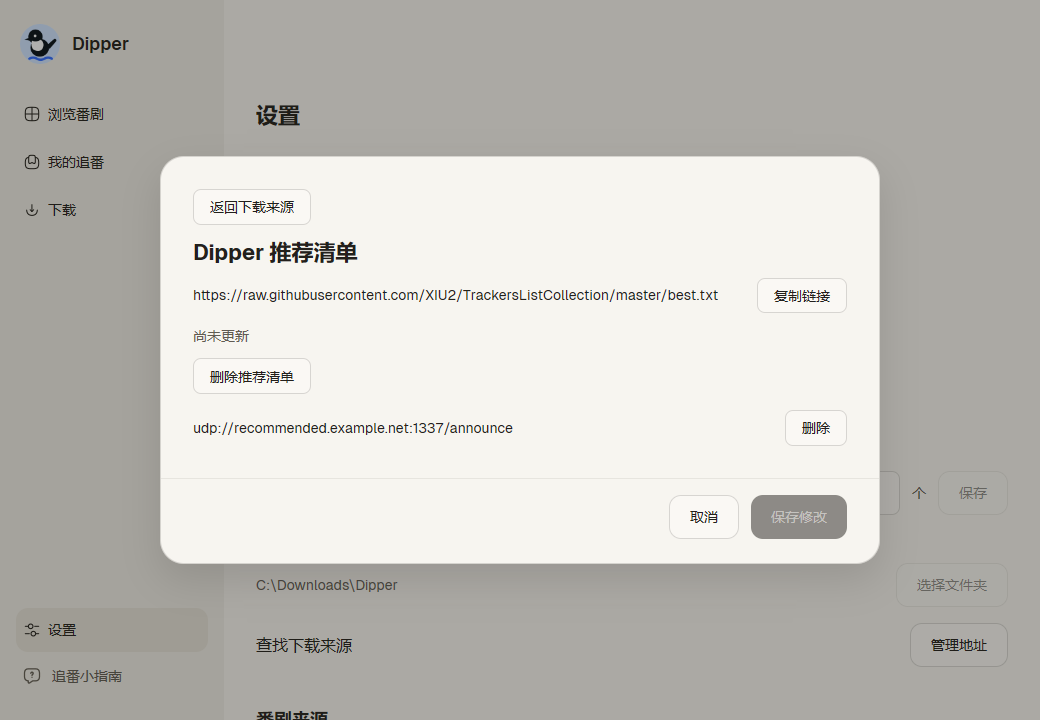 Dipper
浏览番剧
我的追番
下载
设置
返回下载来源
Dipper 推荐清单
https://raw.githubusercontent.com/XIU2/TrackersListCollection/master/best.txt
复制链接
尚未更新
删除推荐清单
udp://recommended.example.net:1337/announce
删除
个
保存
取消
保存修改
C:\Downloads\Dipper
选择文件夹
设置
查找下载来源
管理地址
追番小指南
番剧来源